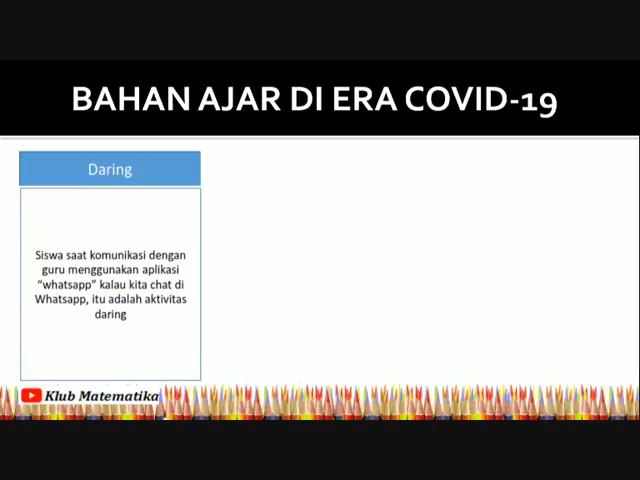 BAHAN AJAR DI ERA COVID-19
Daring
Siswa saat komunikasi dengan
guru menggunakan aplikasi
“whatsapp” kalau kita chat di
Whatsapp, itu adalah aktivitas
daring
Klub Matematika